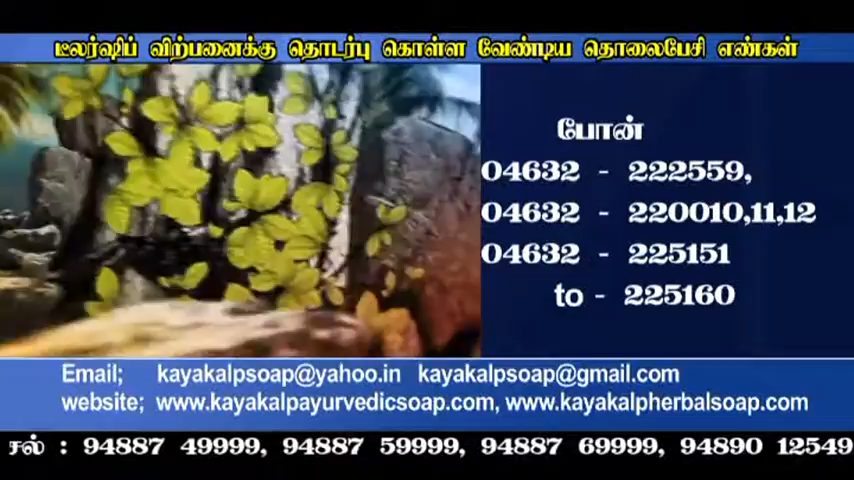 டீலர்ஷிப் விற்பனைக்கு தொடர்பு கொள்ள வேண்டிய தொலைபேசி எண்கள்
போன்
04632 - 222559,
04632 - 220010,11,12
04632 - 225151
to - 225160
Email; kayakalpsoap@yahoo.in kayakalpsoap@gmail.com
website; www.kayakalpayurvedicsoap.com, www.kayakalpherbalsoap.com
சல் : 94887 49999, 94887 59999, 94887 69999, 94890 12549